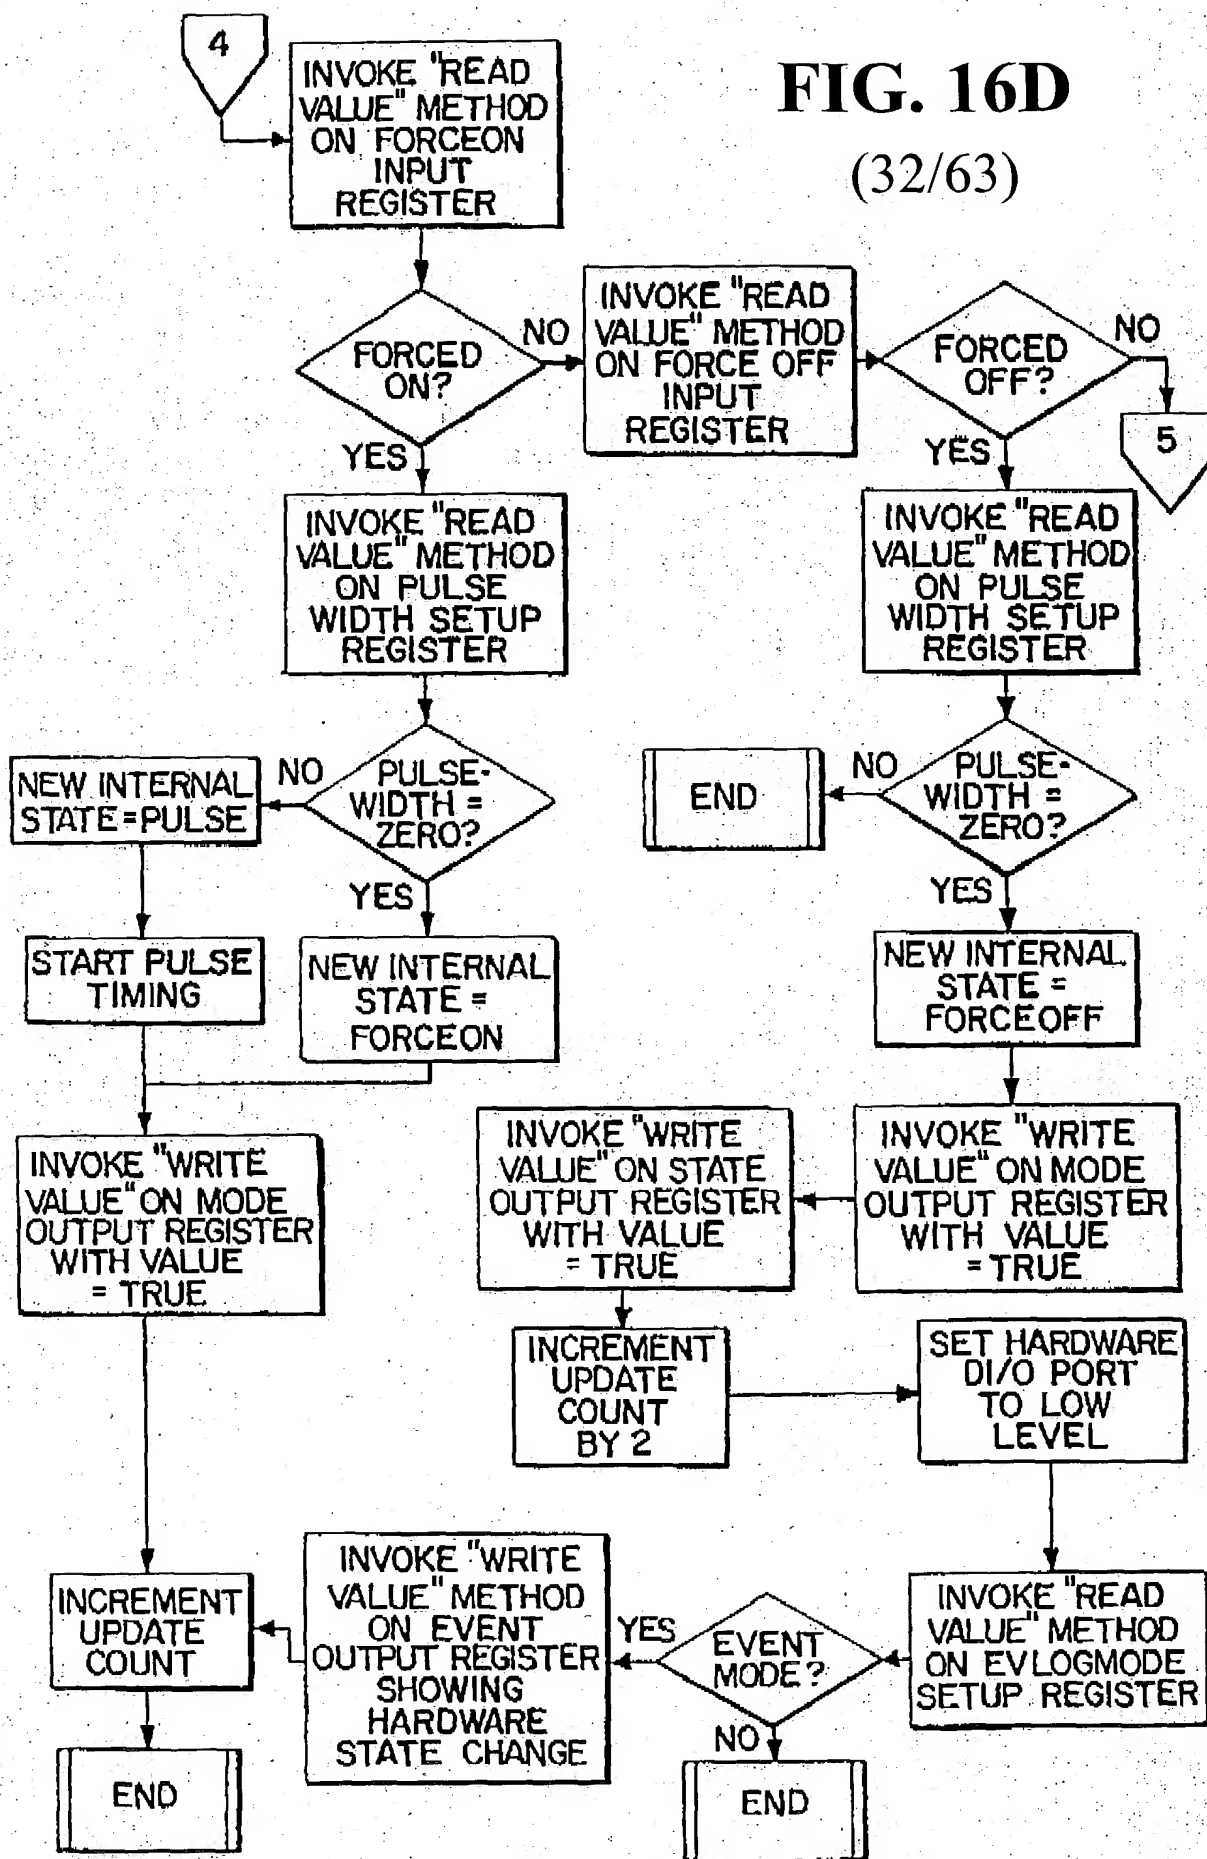 4
INVOKE "READ
VALUE" METHOD
ON FORCEON
INPUT
REGISTER
FIG. 16D
(32/63)
FORCED
ON?
NO
INVOKE "READ
VALUE" METHOD
ON FORCE OFF
INPUT
REGISTER
FORCED
OFF?
NO
5
YES
YES
INVOKE "READ
VALUE" METHOD
ON PULSE
WIDTH SETUP
REGISTER
INVOKE "READ
VALUE" METHOD
ON PULSE
WIDTH SETUP
REGISTER
NEW INTERNAL
STATE=PULSE
NO
PULSE-
WIDTH =
ZERO?
END
NO
PULSE-
WIDTH =
ZERO?
YES
YES
START PULSE
TIMING
NEW INTERNAL
STATE =
FORCEON
NEW INTERNAL
STATE =
FORCEOFF
INVOKE "WRITE
VALUE" ON MODE
OUTPUT REGISTER
WITH VALUE
= TRUE
INVOKE "WRITE
VALUE" ON STATE
OUTPUT REGISTER
WITH VALUE
= TRUE
INVOKE "WRITE
VALUE" ON MODE
OUTPUT REGISTER
WITH VALUE
= TRUE
INCREMENT
UPDATE
COUNT
BY 2
SET HARDWARE
DI/O PORT
TO LOW
LEVEL
INCREMENT
UPDATE
COUNT
INVOKE "WRITE
VALUE" METHOD
ON EVENT
OUTPUT REGISTER
SHOWING
HARDWARE
STATE CHANGE
YES
EVENT
MODE?
INVOKE "READ
VALUE" METHOD
ON EVLOGMODE
SETUP REGISTER
NO
END
END